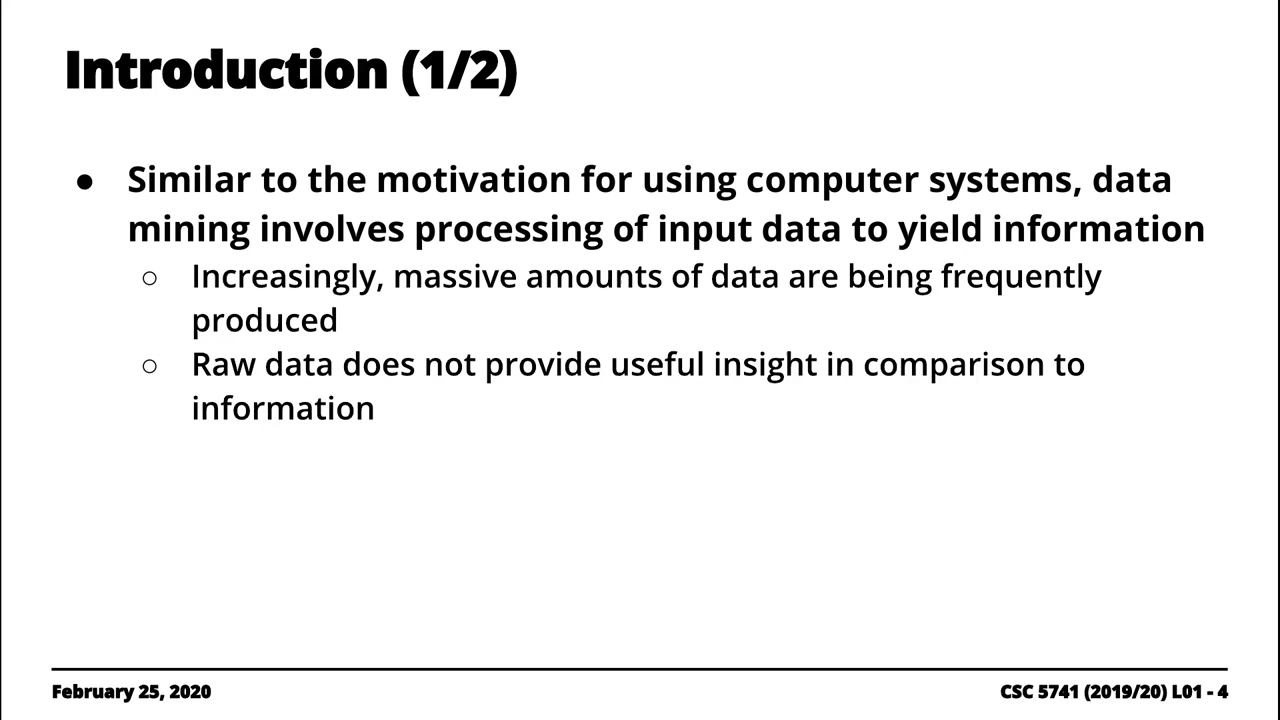 Introduction (1/2)
● Similar to the motivation for using computer systems, data
mining involves processing of input data to yield information
○ Increasingly, massive amounts of data are being frequently
produced
○ Raw data does not provide useful insight in comparison to
information
February 25, 2020
CSC 5741 (2019/20) L01 - 4